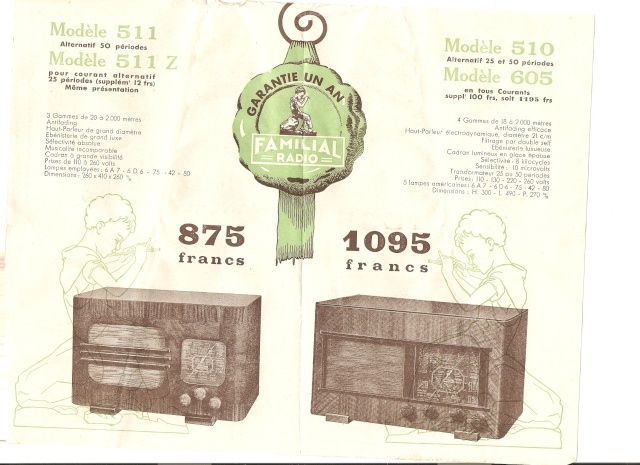 Modèle 511
Alternatif 50 périodes
Modèle 511 Z
pour courant alternatif
25 périodes (supplémt 12 frs)
Même présentation
3 Gammes de 20 à 2.000 mètres
Antifading
Haut-Parleur de grand diamètre
Ebénisterie de grand luxe
Sélectivité absolue
Musicalité incomparable
Cadran à grande visibilité
Prises de 110 à 260 volts
Lampes employées : 6 A 7 - 6 D 6 - 75 - 42 - 80
Dimensions : 260 x 410 x 260 %
GARANTIE UN AN
FAMILIAL
RADIO
875
francs
Modèle 510
Alternatif 25 et 50 périodes
Modèle 605
en tous Courants
supplt 100 frs, soit 1195 frs
4 Gammes de 18 à 2.000 mètres
Antifading efficace
Haut-Parleur électrodynamique, diamètre 21 c/m
Filtrage par double self
Ebénisterie luxueuse
Cadran lumineux en glace épaisse
Sélectivité : 8 kilocycles
Sensibilité : 10 microvolts
Transformateur 25 ou 50 périodes
Prises : 110 - 130 - 220 - 260 volts
5 lampes américaines : 6 A 7 - 6 D 6 - 75 - 42 - 80
Dimensions : H. 300 - L. 490 - P. 270 %
1095
francs